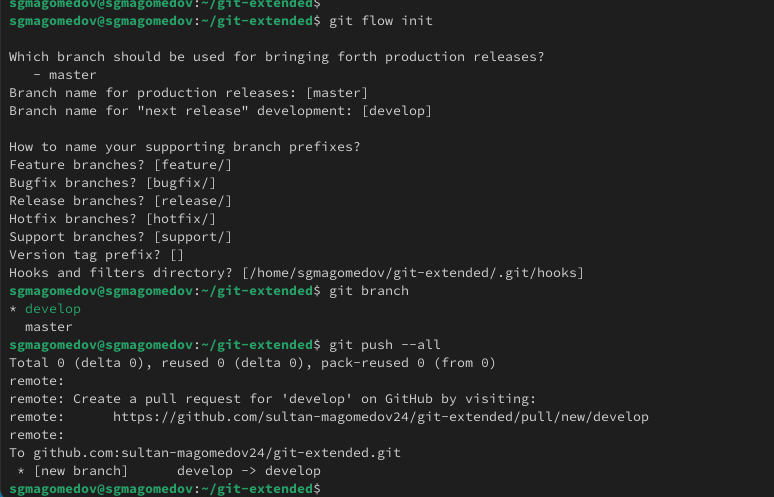 sgmagomedov@sgmagomedov:~/git-extended$
sgmagomedov@sgmagomedov:~/git-extended$ git flow init

Which branch should be used for bringing forth production releases?
   - master
Branch name for production releases: [master]
Branch name for "next release" development: [develop]

How to name your supporting branch prefixes?
Feature branches? [feature/]
Bugfix branches? [bugfix/]
Release branches? [release/]
Hotfix branches? [hotfix/]
Support branches? [support/]
Version tag prefix? []
Hooks and filters directory? [/home/sgmagomedov/git-extended/.git/hooks]
sgmagomedov@sgmagomedov:~/git-extended$ git branch
* develop
  master
sgmagomedov@sgmagomedov:~/git-extended$ git push --all
Total 0 (delta 0), reused 0 (delta 0), pack-reused 0 (from 0)
remote:
remote: Create a pull request for 'develop' on GitHub by visiting:
remote:      https://github.com/sultan-magomedov24/git-extended/pull/new/develop
remote:
To github.com:sultan-magomedov24/git-extended.git
 * [new branch]      develop -> develop
sgmagomedov@sgmagomedov:~/git-extended$